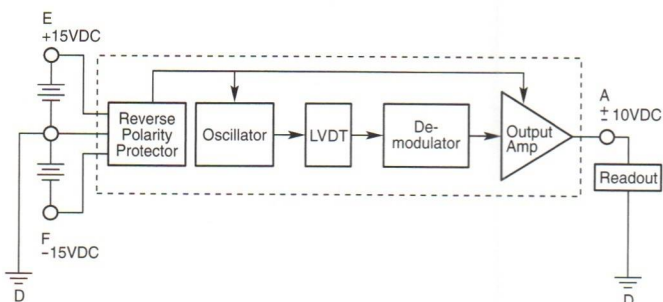 E
+15VDC
Reverse
Polarity
Protector
Oscillator
LVDT
De-
modulator
Output
Amp
A
± 10VDC
Readout
F
-15VDC
D
D